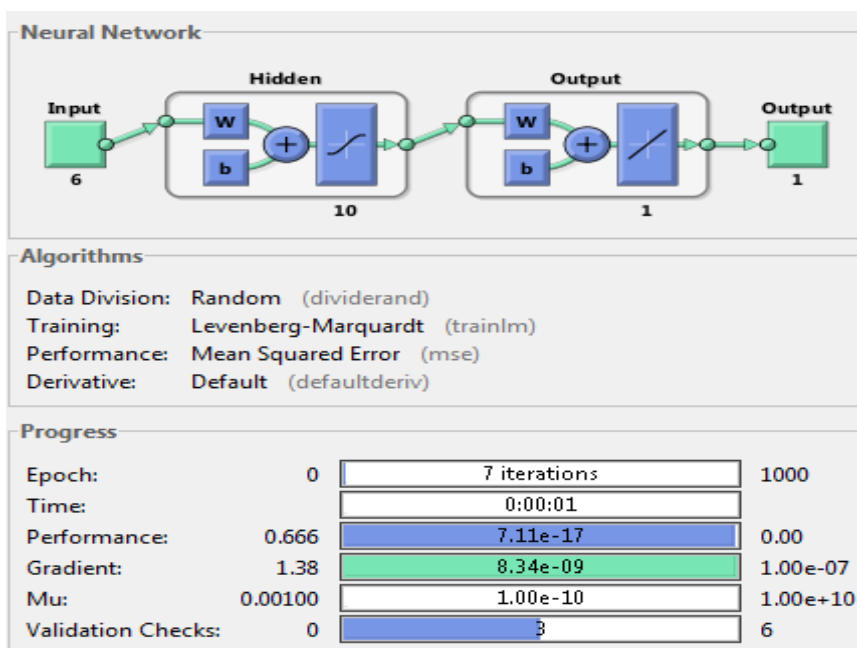 Neural Network
Hidden Output
Input Output
W b + W b +
6 10 1 1
Algorithms
Data Division: Random (dividerand)
Training: Levenberg-Marquardt (trainlm)
Performance: Mean Squared Error (mse)
Derivative: Default (defaultderiv)
Progress
Epoch: 0 7 iterations 1000
Time: 0:00:01
Performance: 0.666 7.11e-17 0.00
Gradient: 1.38 8.34e-09 1.00e-07
Mu: 0.00100 1.00e-10 1.00e+10
Validation Checks: 0 3 6